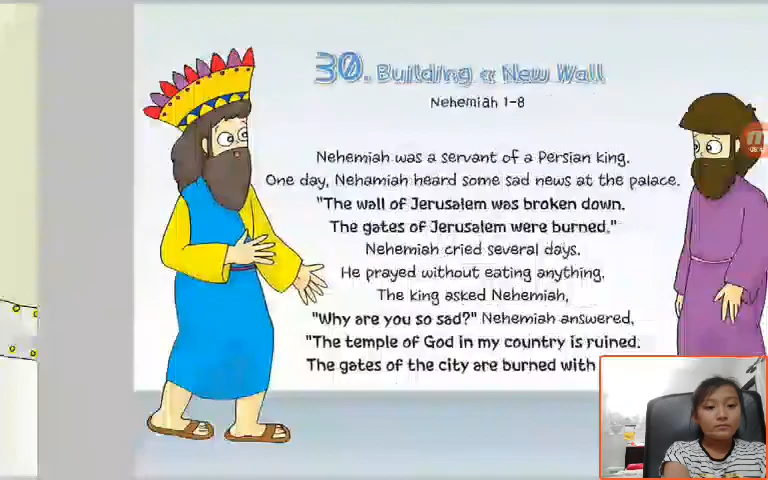 30. Building a New Wall
Nehemiah 1-8
Nehemiah was a servant of a Persian king.
One day, Nehamiah heard some sad news at the palace.
"The wall of Jerusalem was broken down.
The gates of Jerusalem were burned."
Nehemiah cried several days.
He prayed without eating anything.
The king asked Nehemiah,
"Why are you so sad?" Nehemiah answered,
"The temple of God in my country is ruined.
The gates of the city are burned with